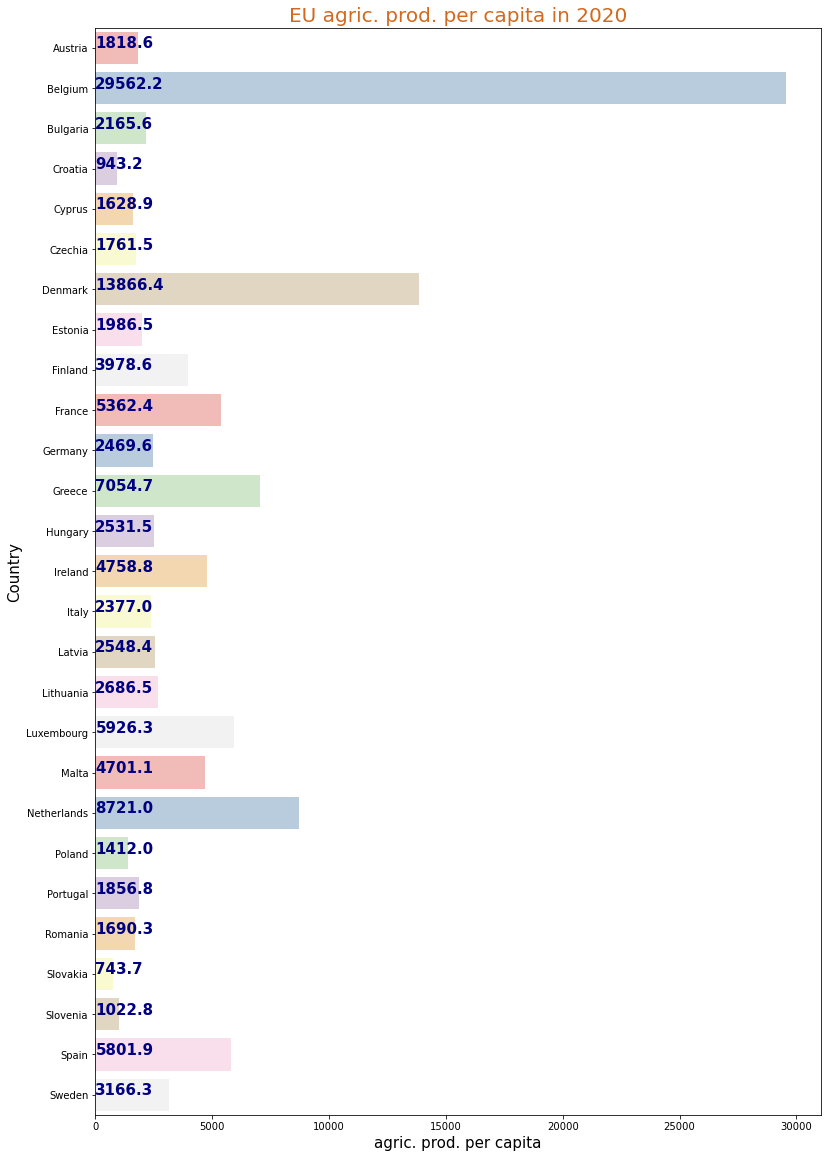 EU agric. prod. per capita in 2020
Austria 1818.6
Belgium 29562.2
Bulgaria 2165.6
Croatia 943.2
Cyprus 1628.9
Czechia 1761.5
Denmark 13866.4
Estonia 1986.5
Finland 3978.6
France 5362.4
Germany 2469.6
Greece 7054.7
Hungary 2531.5
Country
Ireland 4758.8
Italy 2377.0
Latvia 2548.4
Lithuania 2686.5
Luxembourg 5926.3
Malta 4701.1
Netherlands 8721.0
Poland 1412.0
Portugal 1856.8
Romania 1690.3
Slovakia 743.7
Slovenia 1022.8
Spain 5801.9
Sweden 3166.3
0 5000 10000 15000 20000 25000 30000
agric. prod. per capita